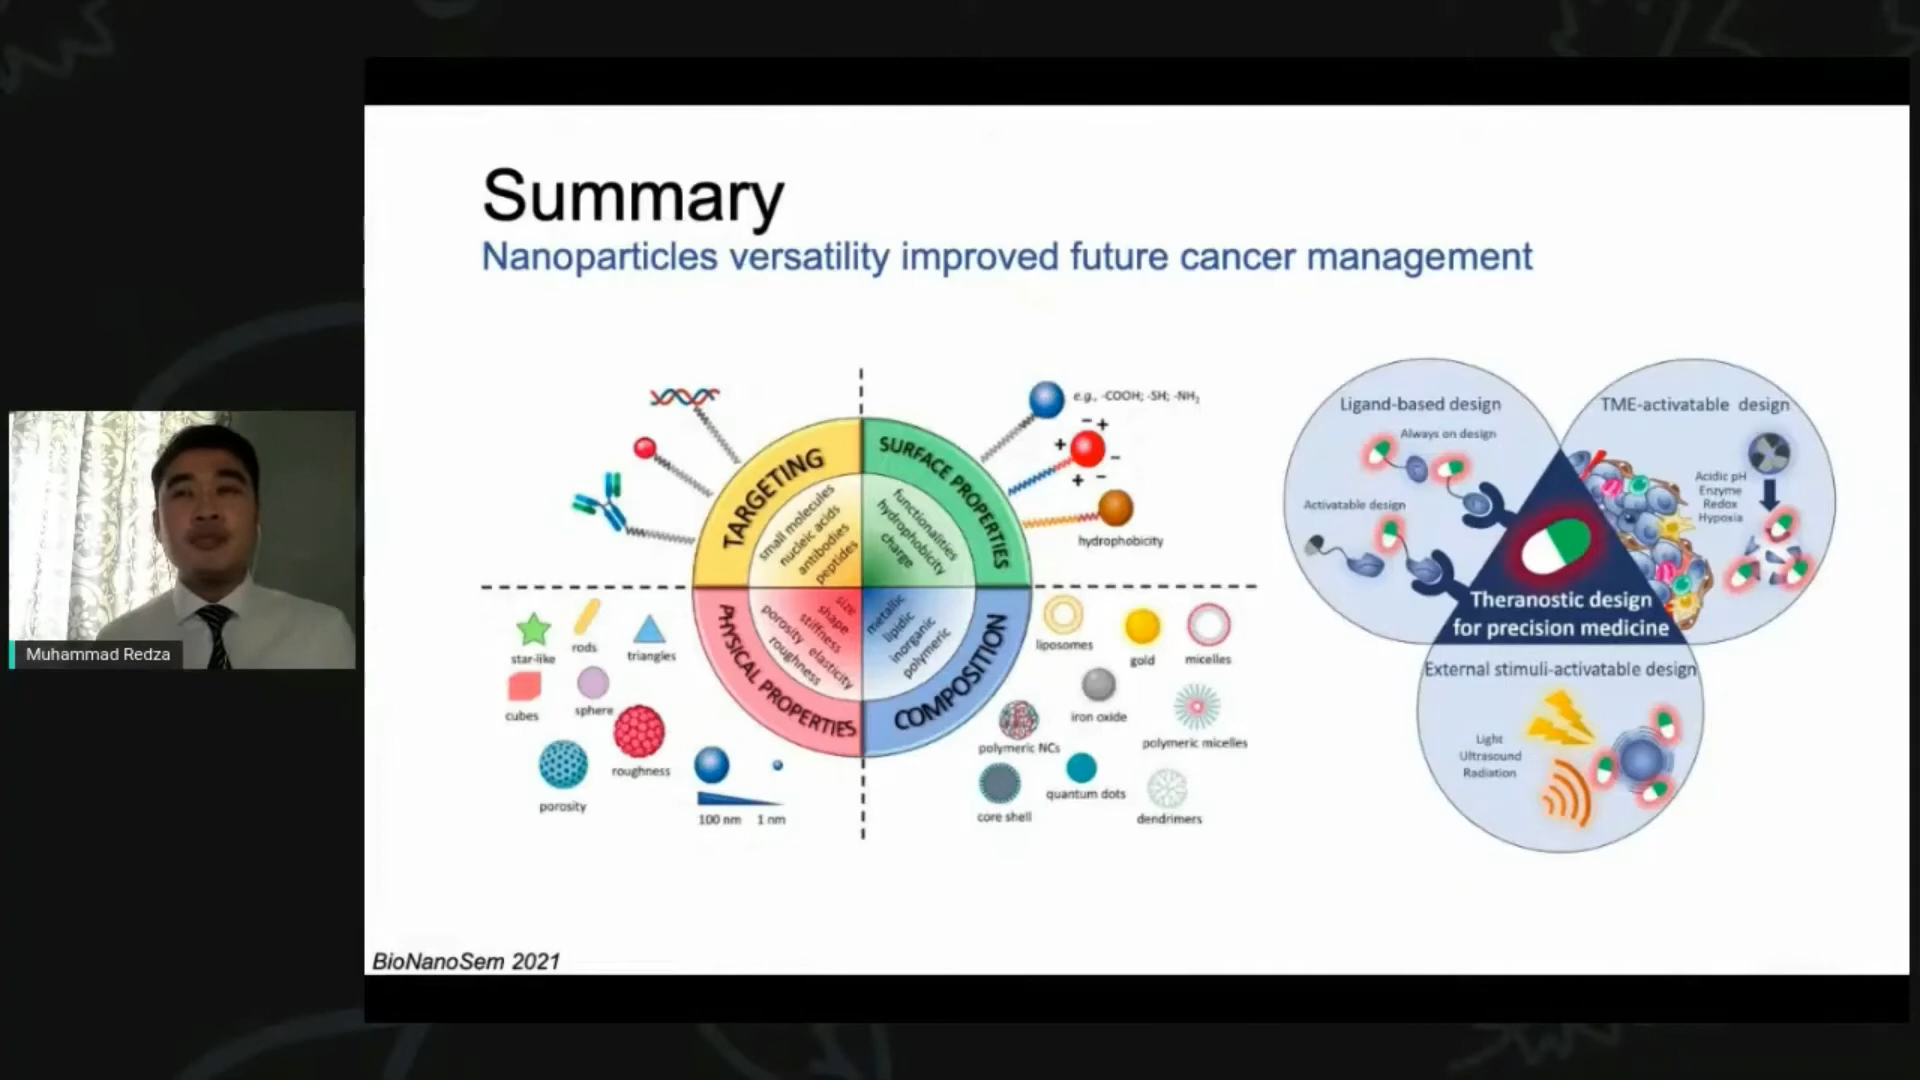 Summary
Nanoparticles versatility improved future cancer management
e.g., -COOH; -SH; -NH₂
hydrophobicity
TARGETING
small molecules
nucleic acids
antibodies
peptides
SURFACE PROPERTIES
functionalities
hydrophobicity
charge
PHYSICAL PROPERTIES
size
shape
stiffness
porosity elasticity
roughness
COMPOSITION
metallic
lipidic
inorganic
polymeric
star-like
rods
triangles
cubes
sphere
roughness
porosity
100 nm 1 nm
liposomes
gold
micelles
iron oxide
polymeric NCs
polymeric micelles
core shell
quantum dots
dendrimers
Ligand-based design
Always on design
Activatable design
TME-activatable design
Acidic pH
Enzyme
Redox
Hypoxia
Theranostic design
for precision medicine
External stimuli-activatable design
Light
Ultrasound
Radiation
Muhammad Redza
BioNanoSem 2021